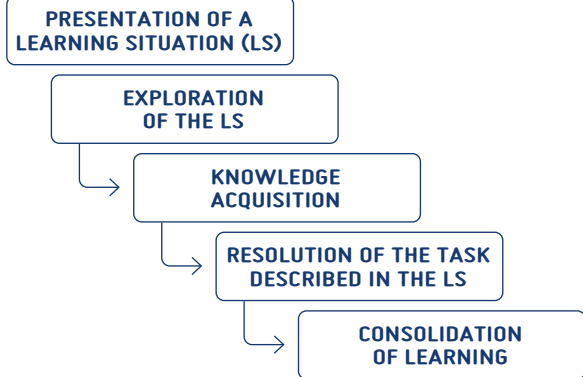 PRESENTATION OF A
LEARNING SITUATION (LS)
EXPLORATION
OF THE LS
KNOWLEDGE
ACQUISITION
RESOLUTION OF THE TASK
DESCRIBED IN THE LS
CONSOLIDATION
OF LEARNING